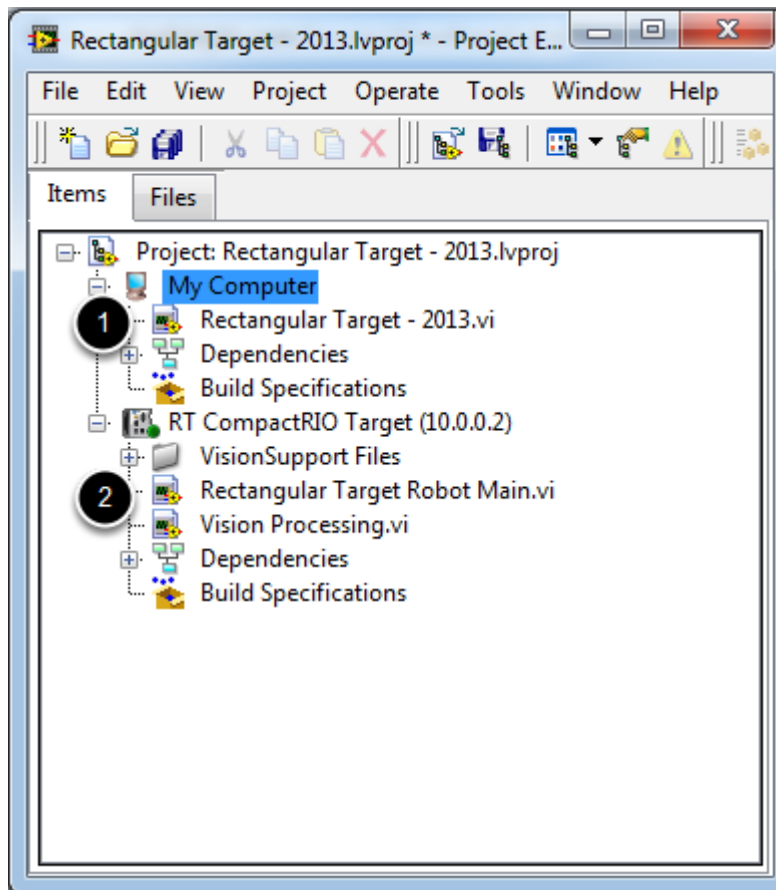 Rectangular Target - 2013.lvproj * - Project E...
File Edit View Project Operate Tools Window Help
Items Files
Project: Rectangular Target - 2013.lvproj
My Computer
1
Rectangular Target - 2013.vi
Dependencies
Build Specifications
RT CompactRIO Target (10.0.0.2)
VisionSupport Files
2
Rectangular Target Robot Main.vi
Vision Processing.vi
Dependencies
Build Specifications